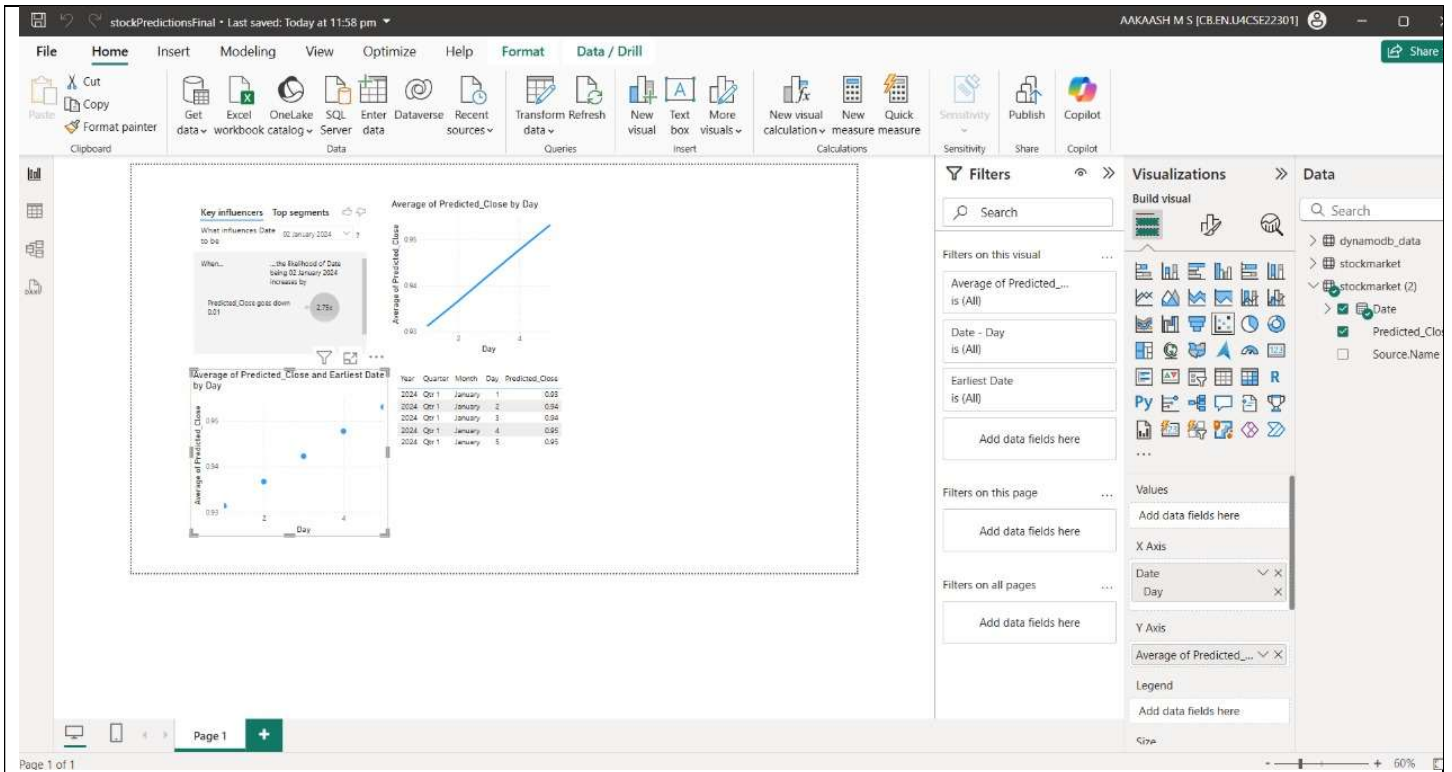 stockPredictionsFinal • Last saved: Today at 11:58 pm
AAKAASH M S [CB.EN.U4CSE22301]
File Home Insert Modeling View Optimize Help Format Data / Drill
Share
Paste
Cut
Copy
Format painter
Clipboard
Get data
Excel workbook
OneLake catalog
SQL Server
Enter data
Dataverse
Recent sources
Data
Transform data
Refresh
Queries
New visual
Text box
More visuals
Insert
New visual calculation
New measure
Quick measure
Calculations
Sensitivity
Sensitivity
Publish
Share
Copilot
Copilot
Key influencers Top segments
What influences Date
to be
02 January 2024
?
When...
...the likelihood of Date
being 02 January 2024
increases by
Predicted_Close goes down
0.01
2.75x
Average of Predicted_Close by Day
Average of Predicted_Close
0.95
0.94
0.93
2 4
Day
Average of Predicted_Close and Earliest Date
by Day
Average of Predicted_Close
0.95
0.94
0.93
2 4
Day
Year Quarter Month Day Predicted_Close
2024 Qtr 1 January 1 0.93
2024 Qtr 1 January 2 0.94
2024 Qtr 1 January 3 0.94
2024 Qtr 1 January 4 0.95
2024 Qtr 1 January 5 0.95
Filters
Search
Filters on this visual
Average of Predicted_...
is (All)
Date - Day
is (All)
Earliest Date
is (All)
Add data fields here
Filters on this page
Add data fields here
Filters on all pages
Add data fields here
Visualizations
Build visual
R
Py
...
Values
Add data fields here
X Axis
Date
Day
Y Axis
Average of Predicted_...
Legend
Add data fields here
Size
Data
Search
dynamodb_data
stockmarket
stockmarket (2)
Date
Predicted_Clos
Source.Name
Page 1
Page 1 of 1
60%